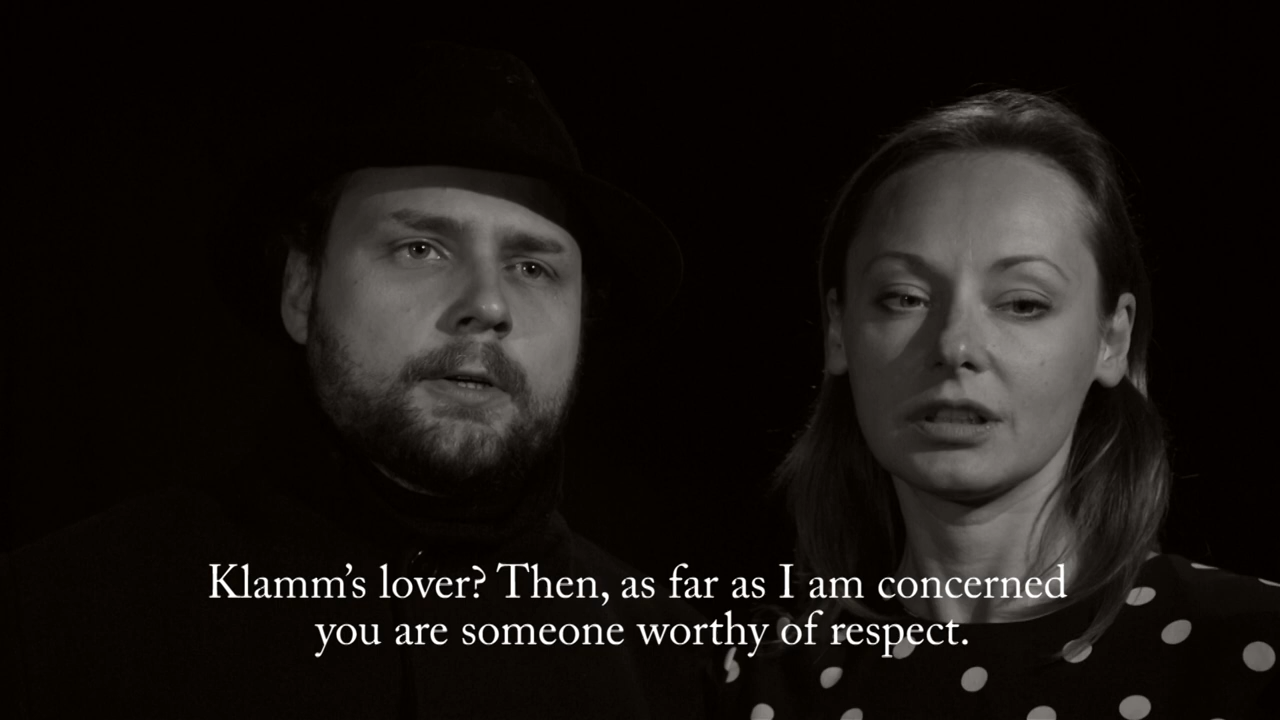 Klamm’s lover? Then, as far as I am concerned
you are someone worthy of respect.